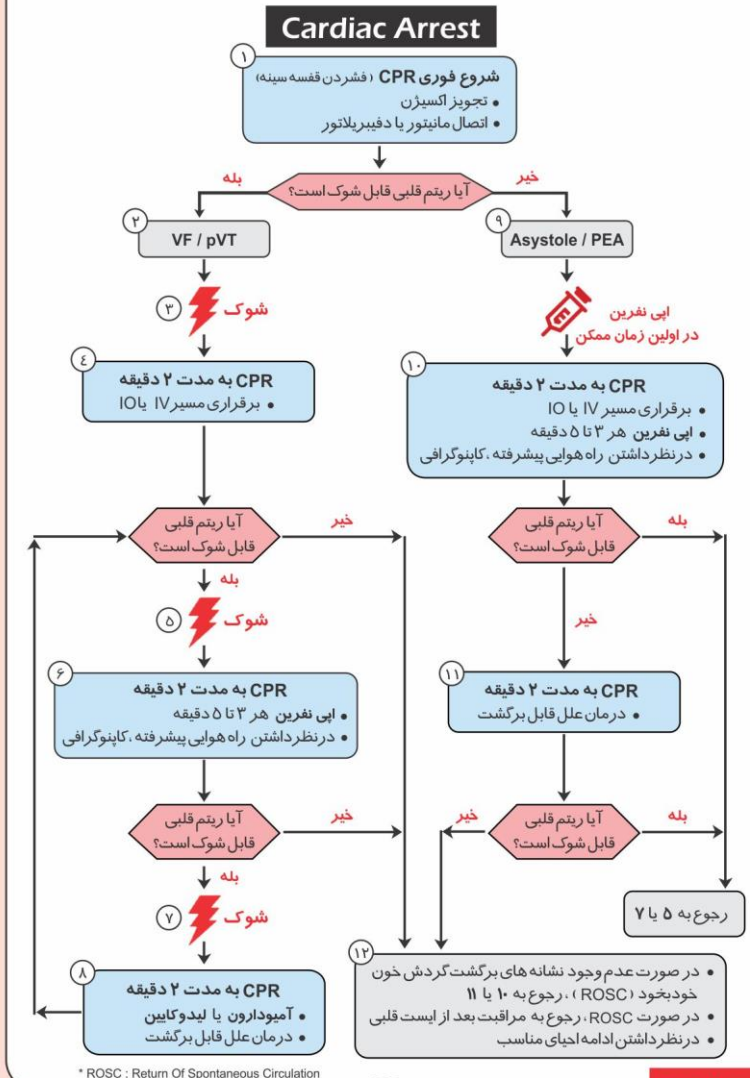 Cardiac Arrest
۱
شروع فوری CPR (فشردن قفسه سینه)
• تجویز اکسیژن
• اتصال مانیتور یا دفیبریلاتور
آیا ریتم قلبی قابل شوک است؟
بله
خیر
۲
VF / pVT
۳
شوک
۴
CPR به مدت ۲ دقیقه
• برقراری مسیر IV یا IO
آیا ریتم قلبی
قابل شوک است؟
خیر
بله
۵
شوک
۶
CPR به مدت ۲ دقیقه
• اپی نفرین هر ۳ تا ۵ دقیقه
• درنظرداشتن راه هوایی پیشرفته، کاپنوگرافی
آیا ریتم قلبی
قابل شوک است؟
خیر
بله
۷
شوک
۸
CPR به مدت ۲ دقیقه
• آمیودارون یا لیدوکایین
• درمان علل قابل برگشت
۹
Asystole / PEA
اپی نفرین
در اولین زمان ممکن
۱۰
CPR به مدت ۲ دقیقه
• برقراری مسیر IV یا IO
• اپی نفرین هر ۳ تا ۵ دقیقه
• درنظرداشتن راه هوایی پیشرفته، کاپنوگرافی
آیا ریتم قلبی
قابل شوک است؟
بله
خیر
۱۱
CPR به مدت ۲ دقیقه
• درمان علل قابل برگشت
آیا ریتم قلبی
قابل شوک است؟
خیر
بله
رجوع به ۵ یا ۷
۱۲
• در صورت عدم وجود نشانه های برگشت گردش خون
خودبخود (ROSC)، رجوع به ۱۰ یا ۱۱
• در صورت ROSC، رجوع به مراقبت بعد از ایست قلبی
• درنظرداشتن ادامه احیای مناسب
* ROSC : Return Of Spontaneous Circulation